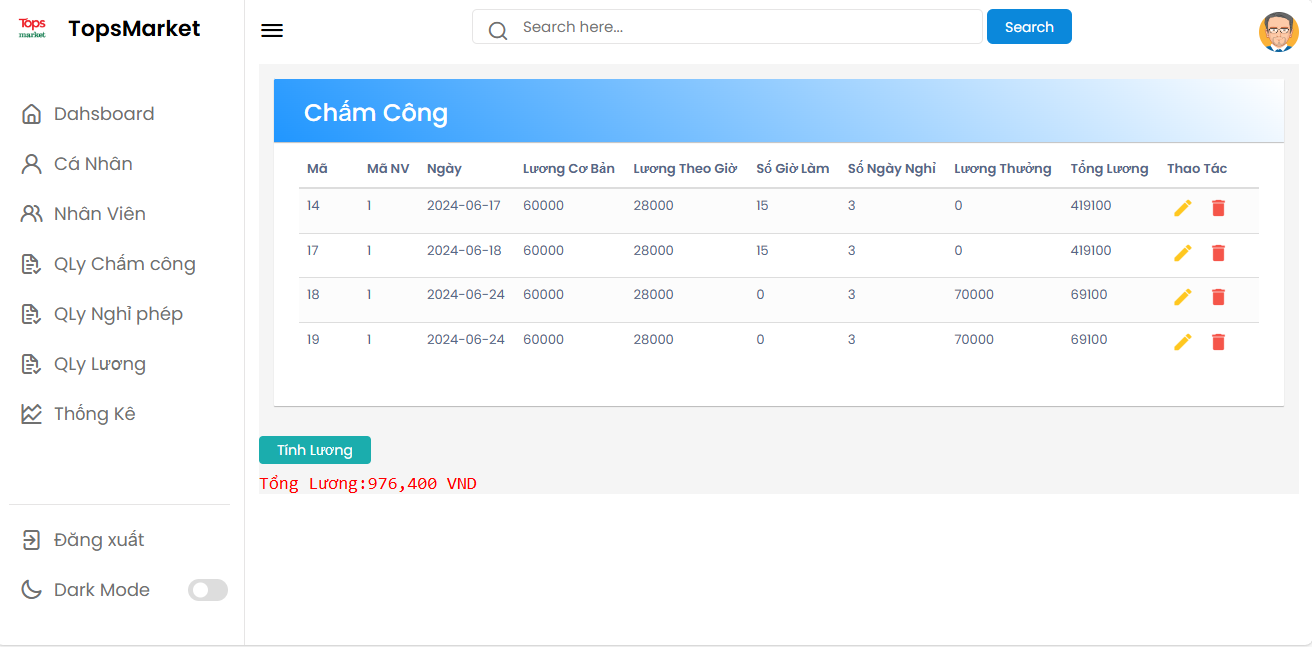 Tops
market
TopsMarket
Search here...
Search
Dahsboard
Cá Nhân
Nhân Viên
QLy Chấm công
QLy Nghỉ phép
QLy Lương
Thống Kê
Đăng xuất
Dark Mode
Chấm Công
Mã Mã NV Ngày Lương Cơ Bản Lương Theo Giờ Số Giờ Làm Số Ngày Nghỉ Lương Thưởng Tổng Lương Thao Tác
14 1 2024-06-17 60000 28000 15 3 0 419100
17 1 2024-06-18 60000 28000 15 3 0 419100
18 1 2024-06-24 60000 28000 0 3 70000 69100
19 1 2024-06-24 60000 28000 0 3 70000 69100
Tính Lương
Tổng Lương:976,400 VND